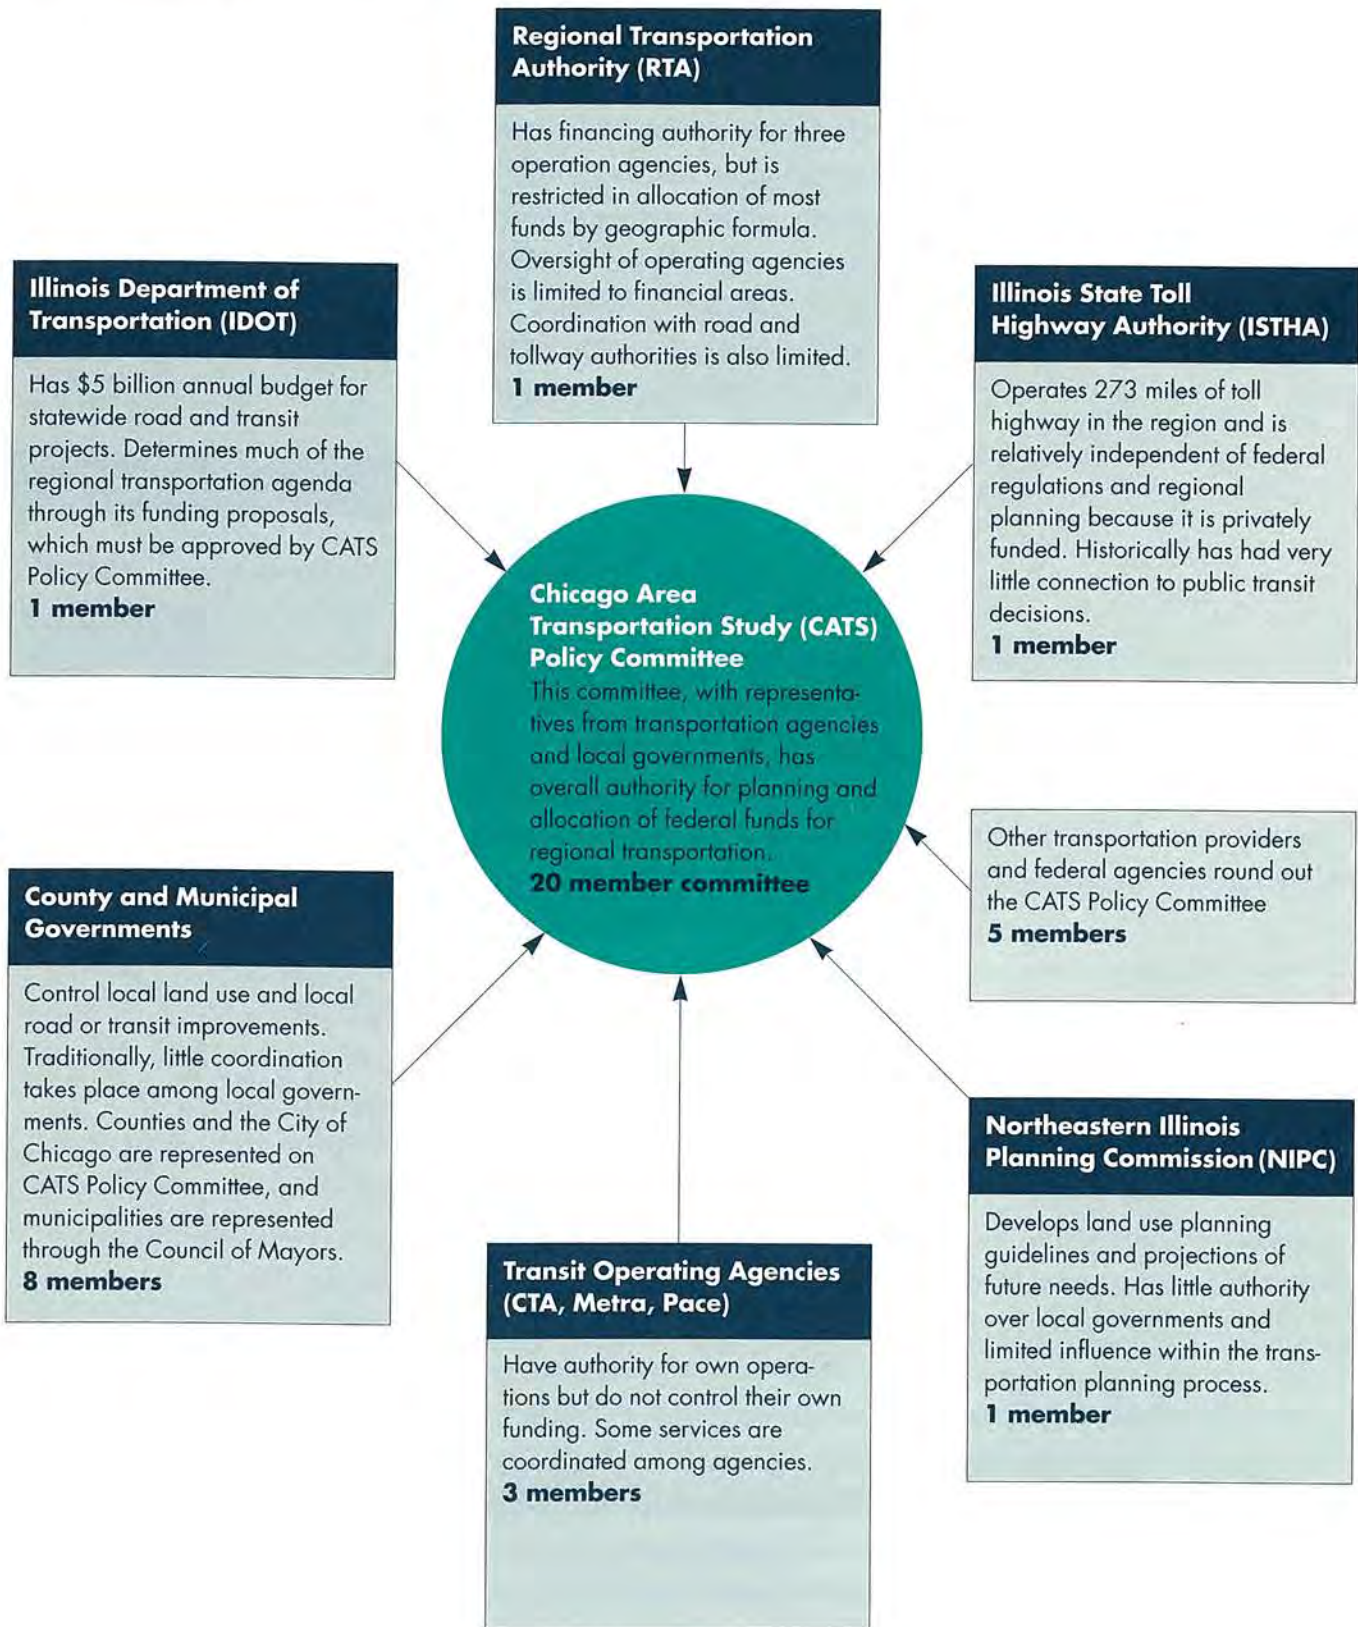 Regional Transportation
Authority (RTA)
Has financing authority for three
operation agencies, but is
restricted in allocation of most
funds by geographic formula.
Oversight of operating agencies
is limited to financial areas.
Coordination with road and
tollway authorities is also limited.
1 member
Illinois Department of
Transportation (IDOT)
Has $5 billion annual budget for
statewide road and transit
projects. Determines much of the
regional transportation agenda
through its funding proposals,
which must be approved by CATS
Policy Committee.
1 member
Illinois State Toll
Highway Authority (ISTHA)
Operates 273 miles of toll
highway in the region and is
relatively independent of federal
regulations and regional
planning because it is privately
funded. Historically has had very
little connection to public transit
decisions.
1 member
Chicago Area
Transportation Study (CATS)
Policy Committee
This committee, with representa-
tives from transportation agencies
and local governments, has
overall authority for planning and
allocation of federal funds for
regional transportation.
20 member committee
Other transportation providers
and federal agencies round out
the CATS Policy Committee
5 members
County and Municipal
Governments
Control local land use and local
road or transit improvements.
Traditionally, little coordination
takes place among local govern-
ments. Counties and the City of
Chicago are represented on
CATS Policy Committee, and
municipalities are represented
through the Council of Mayors.
8 members
Transit Operating Agencies
(CTA, Metra, Pace)
Have authority for own opera-
tions but do not control their own
funding. Some services are
coordinated among agencies.
3 members
Northeastern Illinois
Planning Commission (NIPC)
Develops land use planning
guidelines and projections of
future needs. Has little authority
over local governments and
limited influence within the trans-
portation planning process.
1 member